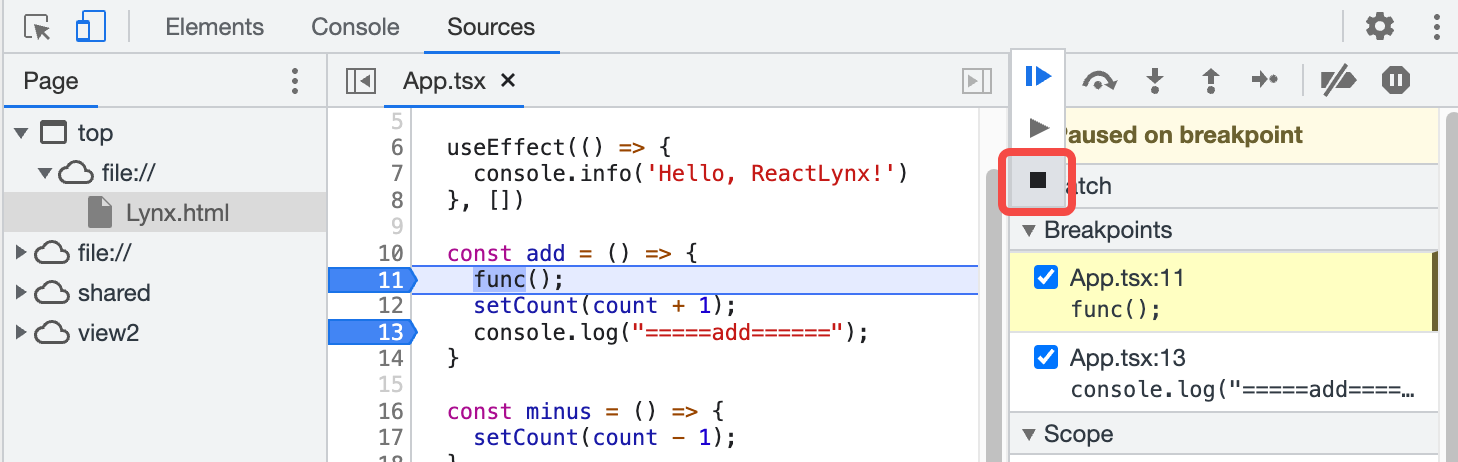 Elements Console Sources
Page
App.tsx ×
top
file://
Lynx.html
file://
shared
view2
5
6 useEffect(() => {
7 console.info('Hello, ReactLynx!')
8 }, [])
9
10 const add = () => {
11 func();
12 setCount(count + 1);
13 console.log("=====add======");
14 }
15
16 const minus = () => {
17 setCount(count - 1);
18 }
aused on breakpoint
atch
Breakpoints
App.tsx:11
func();
App.tsx:13
console.log("=====add====…
Scope